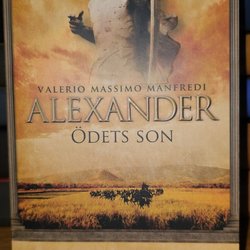 VALERIO MASSIMO MANFREDI
ALEXANDER
ÖDETS SON